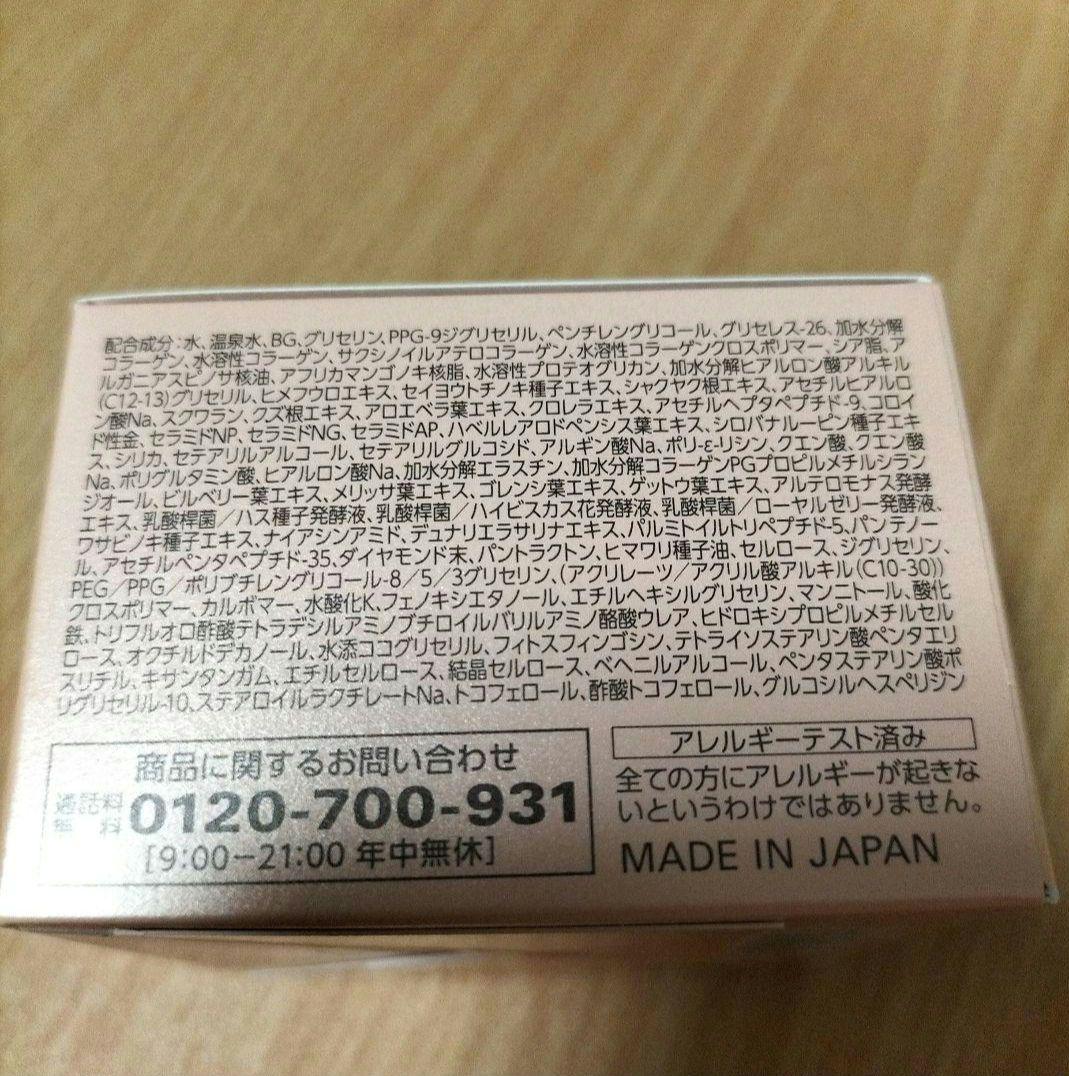 配合成分:水、温泉水、BG、グリセリン、PPG-9ジグリセリル、ペンチレングリコール、グリセレス-26、加水分解
コラーゲン、水溶性コラーゲン、サクシノイルアテロコラーゲン、水溶性コラーゲンクロスポリマー、シア脂、ア
ルガニアスピノサ核油、アフリカマンゴノキ核脂、水溶性プロテオグリカン、加水分解ヒアルロン酸アルキル
(C12-13)グリセリル、ヒメフウロエキス、セイヨウトチノキ種子エキス、シャクヤク根エキス、アセチルヒアルロ
ン酸Na、スクワラン、クズ根エキス、アロエベラ葉エキス、クロレラエキス、アセチルヘプタペプチド-9、コロイ
ド性金、セラミドNP、セラミドNG、セラミドAP、ハベルレアロドペンシス葉エキス、シロバナルーピン種子エキ
ス、シリカ、セテアリルアルコール、セテアリルグルコシド、アルギン酸Na、ポリ-ε-リシン、クエン酸、クエン酸
Na、ポリグルタミン酸、ヒアルロン酸Na、加水分解エラスチン、加水分解コラーゲンPGプロピルメチルシラン
ジオール、ビルベリー葉エキス、メリッサ葉エキス、ゴレンシ葉エキス、ゲットウ葉エキス、アルテロモナス発酵
エキス、乳酸桿菌/ハス種子発酵液、乳酸桿菌/ハイビスカス花発酵液、乳酸桿菌/ローヤルゼリー発酵液、
ワサビノキ種子エキス、ナイアシンアミド、デュナリエラサリナエキス、パルミトイルトリペプチド-5、パンテノー
ル、アセチルペンタペプチド-35、ダイヤモンド末、パントラクトン、ヒマワリ種子油、セルロース、ジグリセリン、
PEG/PPG/ポリブチレングリコール-8/5/3グリセリン、(アクリレーツ/アクリル酸アルキル(C10-30))
クロスポリマー、カルボマー、水酸化K、フェノキシエタノール、エチルヘキシルグリセリン、マンニトール、酸化
鉄、トリフルオロ酢酸テトラデシルアミノブチロイルバリルアミノ酪酸ウレア、ヒドロキシプロピルメチルセル
ロース、オクチルドデカノール、水添ココグリセリル、フィトスフィンゴシン、テトライソステアリン酸ペンタエリ
スリチル、キサンタンガム、エチルセルロース、結晶セルロース、ベヘニルアルコール、ペンタステアリン酸ポ
リグリセリル-10、ステアロイルラクチレートNa、トコフェロール、酢酸トコフェロール、グルコシルヘスペリジン
商品に関するお問い合わせ
通話料
無料
0120-700-931
[9:00−21:00 年中無休]
アレルギーテスト済み
全ての方にアレルギーが起きな
いというわけではありません。
MADE IN JAPAN